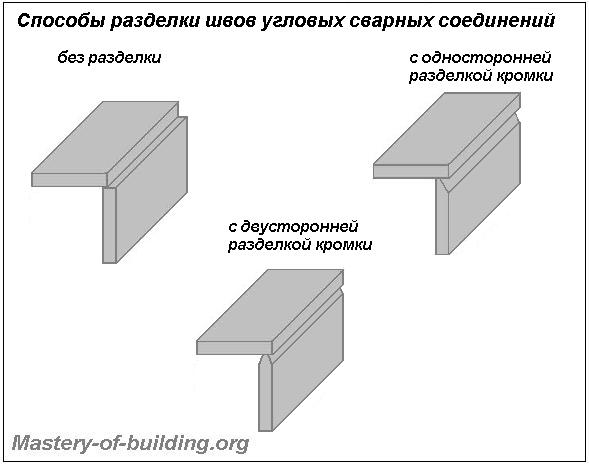 Способы разделки швов угловых сварных соединений
без разделки
с односторонней
разделкой кромки
с двусторонней
разделкой кромки
Mastery-of-building.org